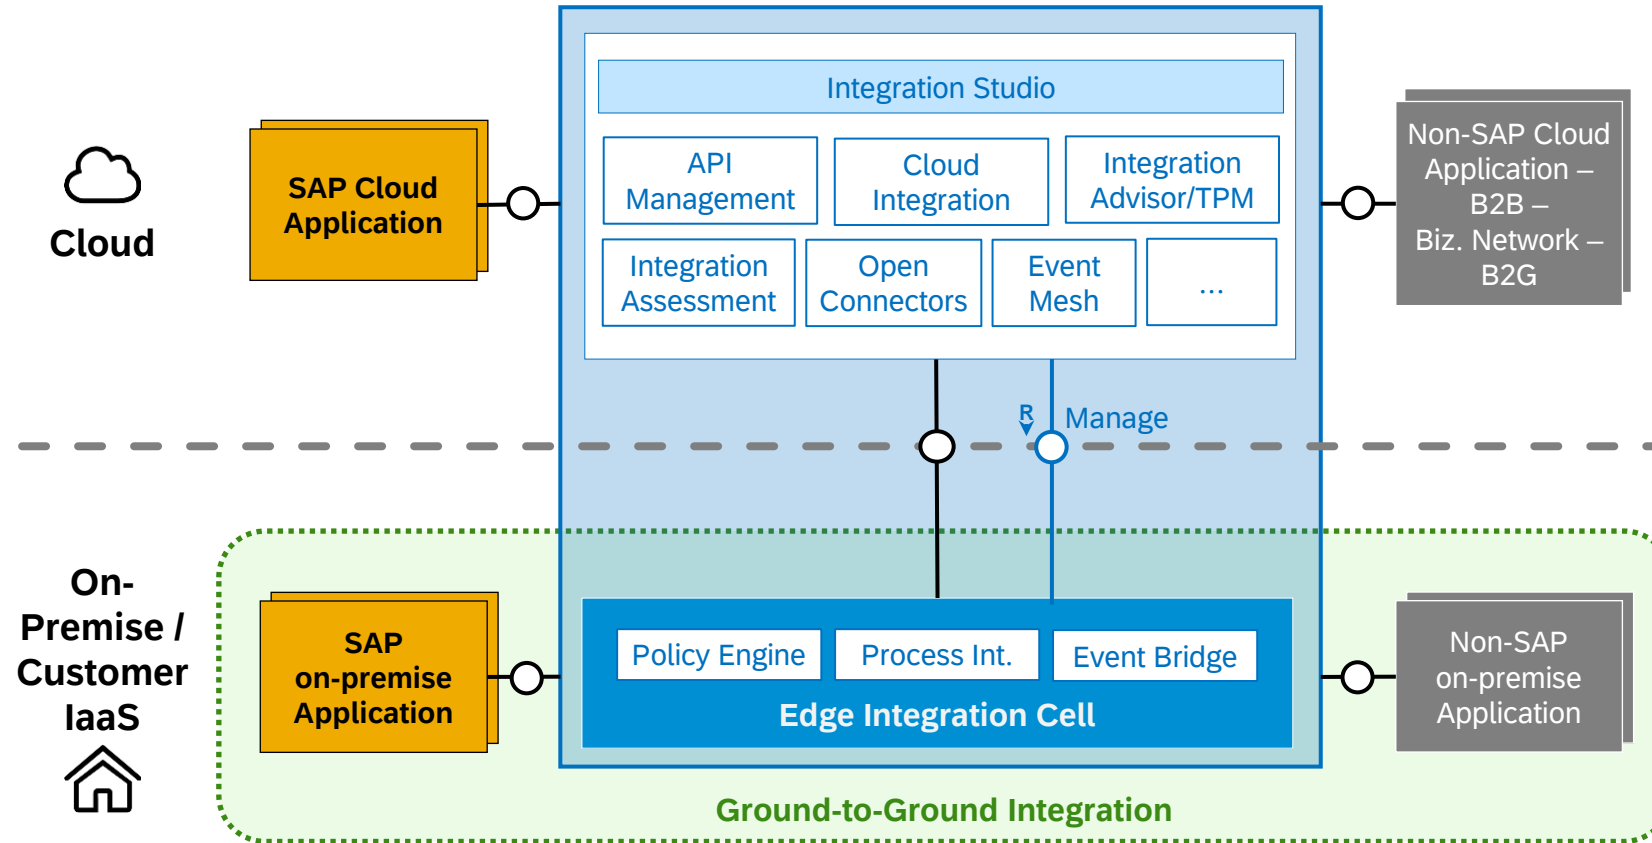 Integration Studio
API
Management
Cloud
Integration
Integration
Advisor/TPM
Integration
Assessment
Open
Connectors
Event
Mesh
...
SAP Cloud
Application
Non-SAP Cloud
Application –
B2B –
Biz. Network –
B2G
Cloud
R
Manage
On-
Premise /
Customer
IaaS
SAP
on-premise
Application
Policy Engine
Process Int.
Event Bridge
Edge Integration Cell
Non-SAP
on-premise
Application
Ground-to-Ground Integration